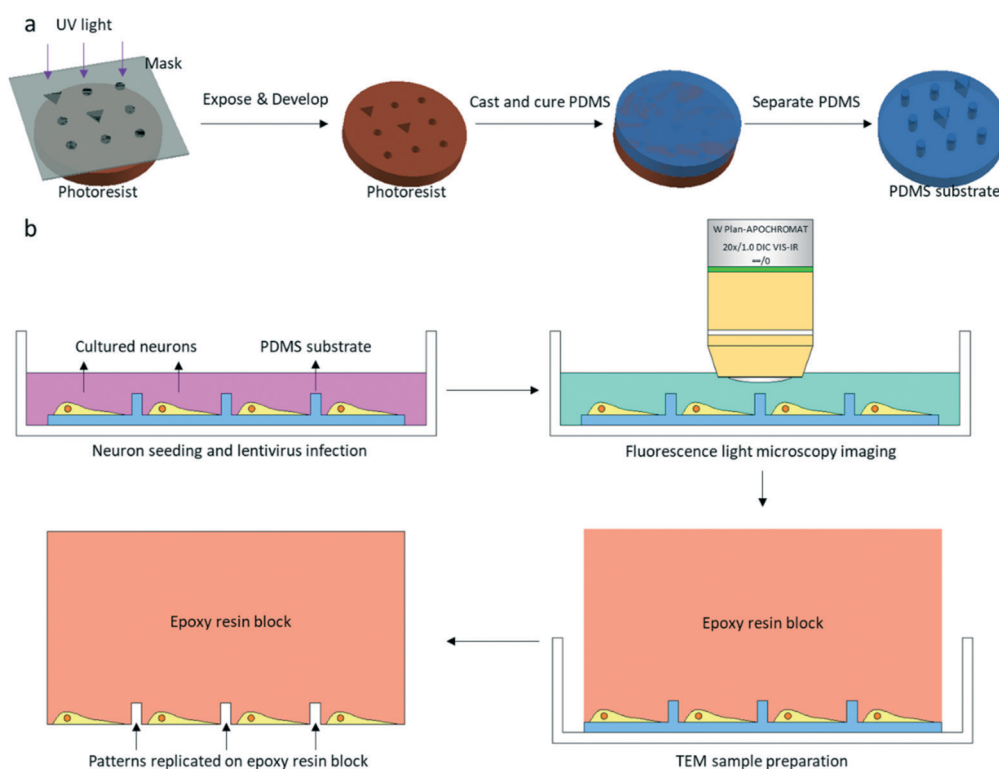 a
UV light
Mask
Expose & Develop
Cast and cure PDMS
Separate PDMS
Photoresist
Photoresist
PDMS substrate
b
W Plan-APOCHROMAT
20x/1.0 DIC VIS-IR
∞/0
Cultured neurons
PDMS substrate
Neuron seeding and lentivirus infection
Fluorescence light microscopy imaging
Epoxy resin block
Epoxy resin block
Patterns replicated on epoxy resin block
TEM sample preparation